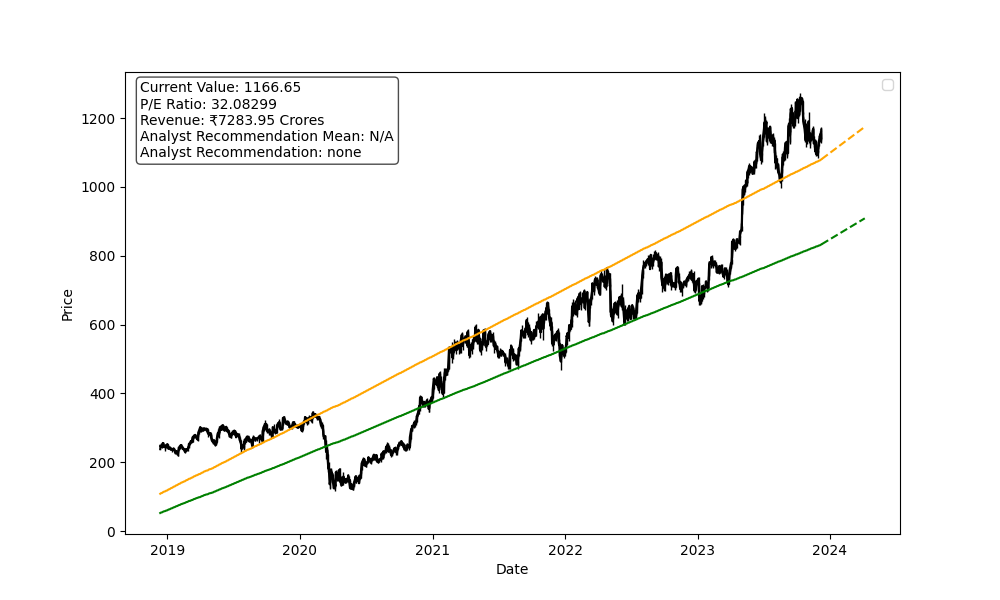 Current Value: 1166.65
P/E Ratio: 32.08299
Revenue: ₹7283.95 Crores
Analyst Recommendation Mean: N/A
Analyst Recommendation: none
1200
1000
800
600
400
200
0
Price
2019 2020 2021 2022 2023 2024
Date